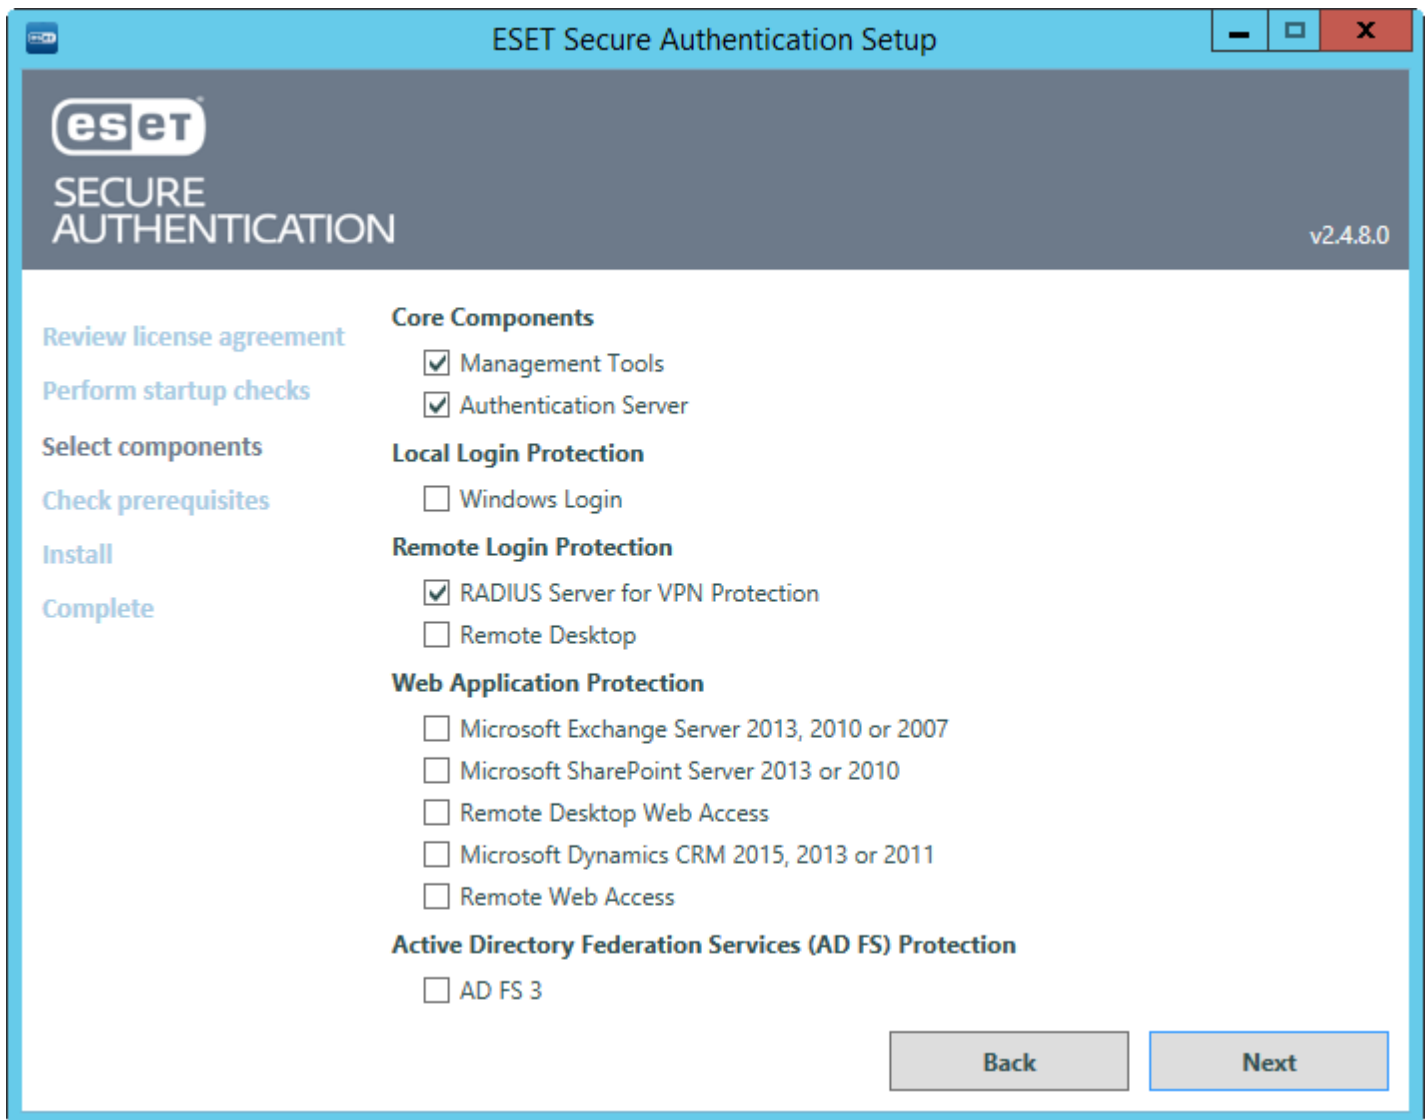 ESET Secure Authentication Setup
eset
SECURE
AUTHENTICATION
v2.4.8.0
Review license agreement
Perform startup checks
Select components
Check prerequisites
Install
Complete
Core Components
Management Tools
Authentication Server
Local Login Protection
Windows Login
Remote Login Protection
RADIUS Server for VPN Protection
Remote Desktop
Web Application Protection
Microsoft Exchange Server 2013, 2010 or 2007
Microsoft SharePoint Server 2013 or 2010
Remote Desktop Web Access
Microsoft Dynamics CRM 2015, 2013 or 2011
Remote Web Access
Active Directory Federation Services (AD FS) Protection
AD FS 3
Back
Next